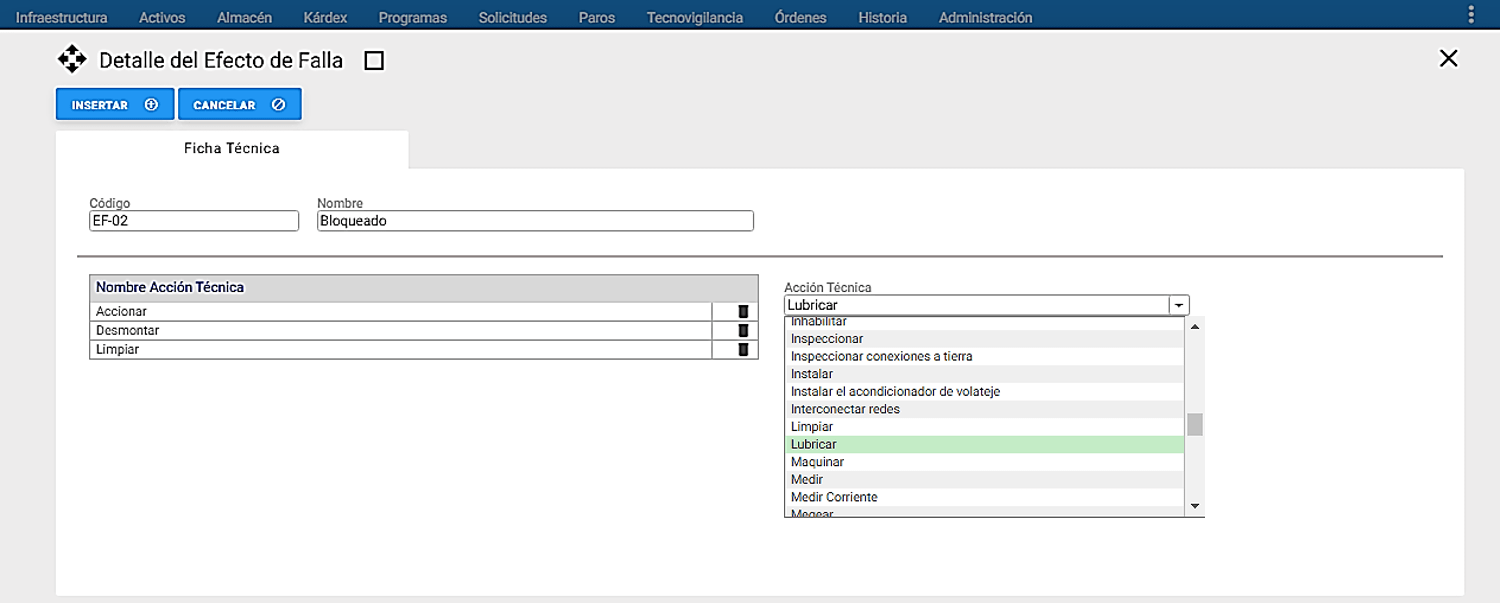 Infraestructura Activos Almacén Kárdex Programas Solicitudes Paros Tecnovigilancia Órdenes Historia Administración
Detalle del Efecto de Falla
INSERTAR CANCELAR
Ficha Técnica
Código Nombre
EF-02 Bloqueado
Nombre Acción Técnica
Accionar
Desmontar
Limpiar
Acción Técnica
Lubricar
Inhabilitar
Inspeccionar
Inspeccionar conexiones a tierra
Instalar
Instalar el acondicionador de volateje
Interconectar redes
Limpiar
Lubricar
Maquinar
Medir
Medir Corriente
Megear